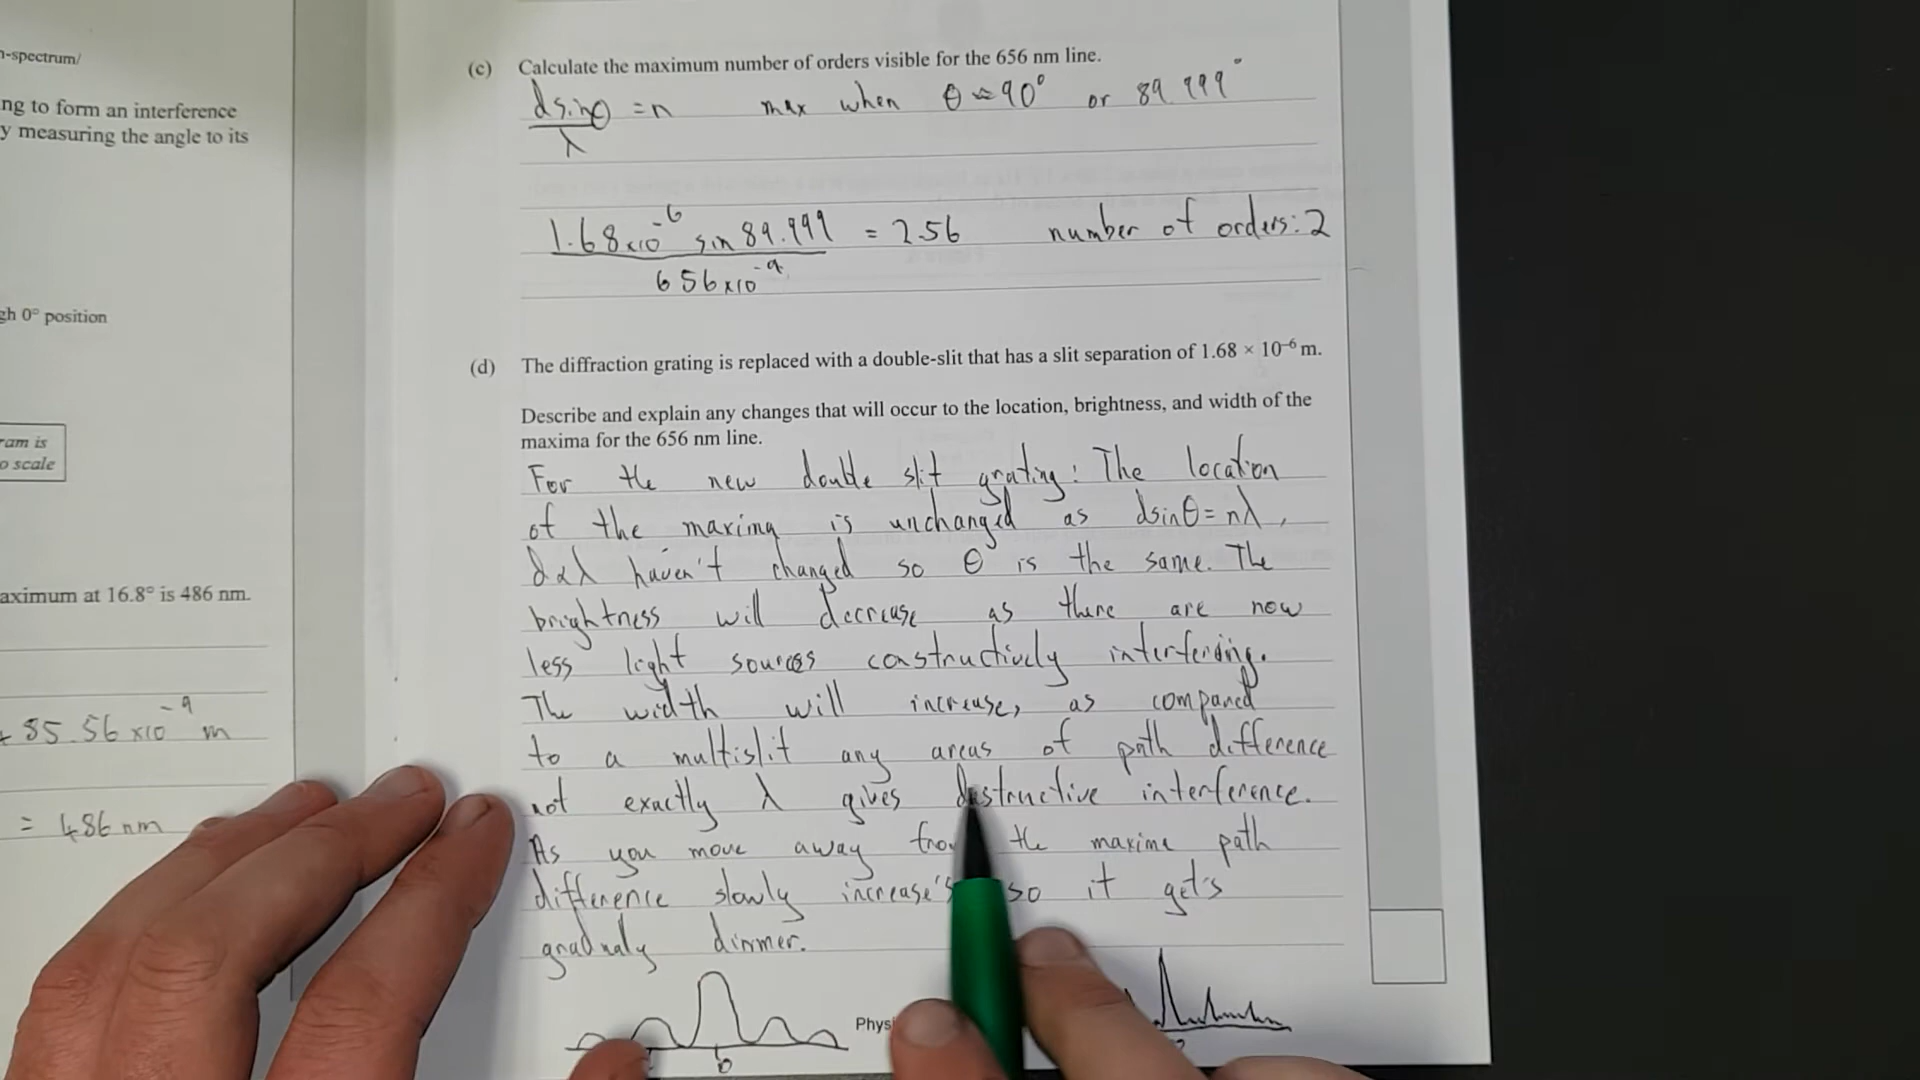 n-spectrum/
ng to form an interference
y measuring the angle to its
gh 0° position
ram is
o scale
aximum at 16.8° is 486 nm.
85.56 x10⁻⁹ m
= 486 nm
(c) Calculate the maximum number of orders visible for the 656 nm line.
dsinθ/λ = n max when θ ≈ 90° or 89.999°
1.68 x10⁻⁶ sin 89.999 / 656 x10⁻⁹ = 2.56 number of orders: 2
(d) The diffraction grating is replaced with a double-slit that has a slit separation of 1.68 × 10⁻⁶ m.
Describe and explain any changes that will occur to the location, brightness, and width of the
maxima for the 656 nm line.
For the new double slit grating: The location
of the maxima is unchanged as dsinθ = nλ,
d & λ haven't changed so θ is the same. The
brightness will decrease as there are now
less light sources constructively interfering.
The width will increase, as compared
to a multislit any areas of path difference
not exactly λ gives destructive interference.
As you move away from the maxima path
difference slowly increase's so it get's
gradualy dimmer.
Physi